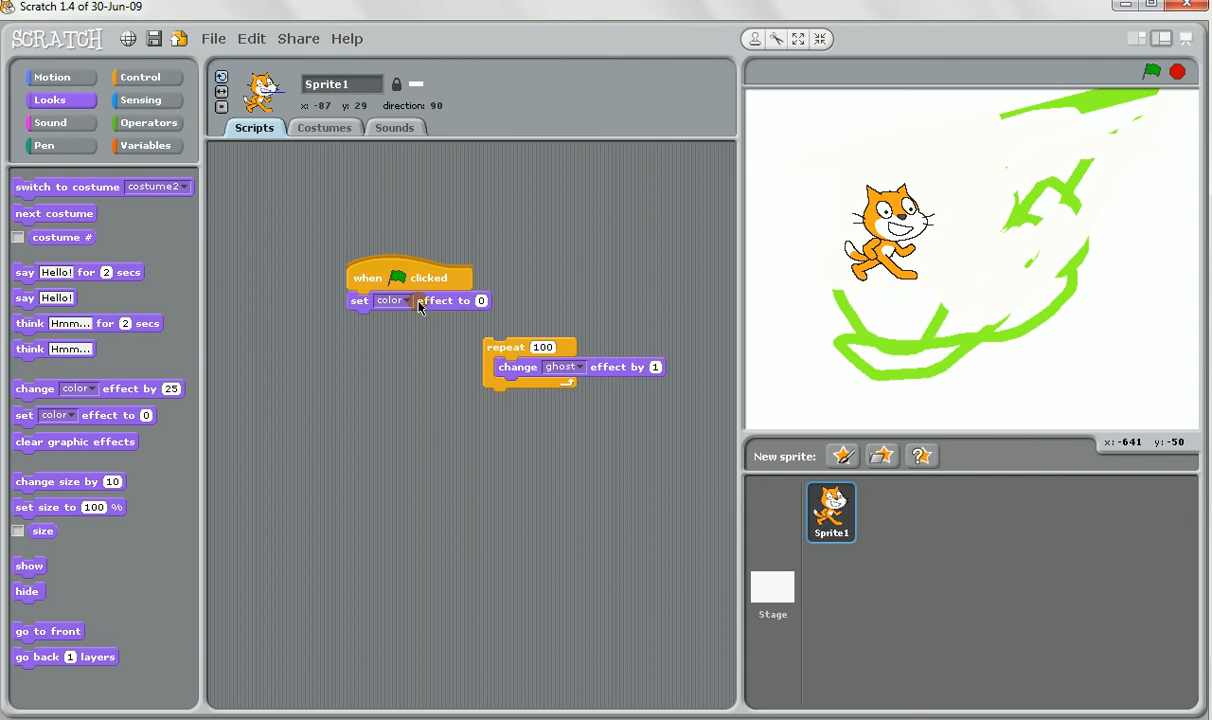 Scratch 1.4 of 30-Jun-09
SCRATCH File Edit Share Help
Motion Control
Looks Sensing
Sound Operators
Pen Variables
switch to costume costume2
next costume
costume #
say Hello! for 2 secs
say Hello!
think Hmm... for 2 secs
think Hmm...
change color effect by 25
set color effect to 0
clear graphic effects
change size by 10
set size to 100 %
size
show
hide
go to front
go back 1 layers
Sprite1
x: -87 y: 29 direction: 90
Scripts Costumes Sounds
when clicked
set color effect to 0
repeat 100
change ghost effect by 1
x: -641 y: -50
New sprite:
Sprite1
Stage